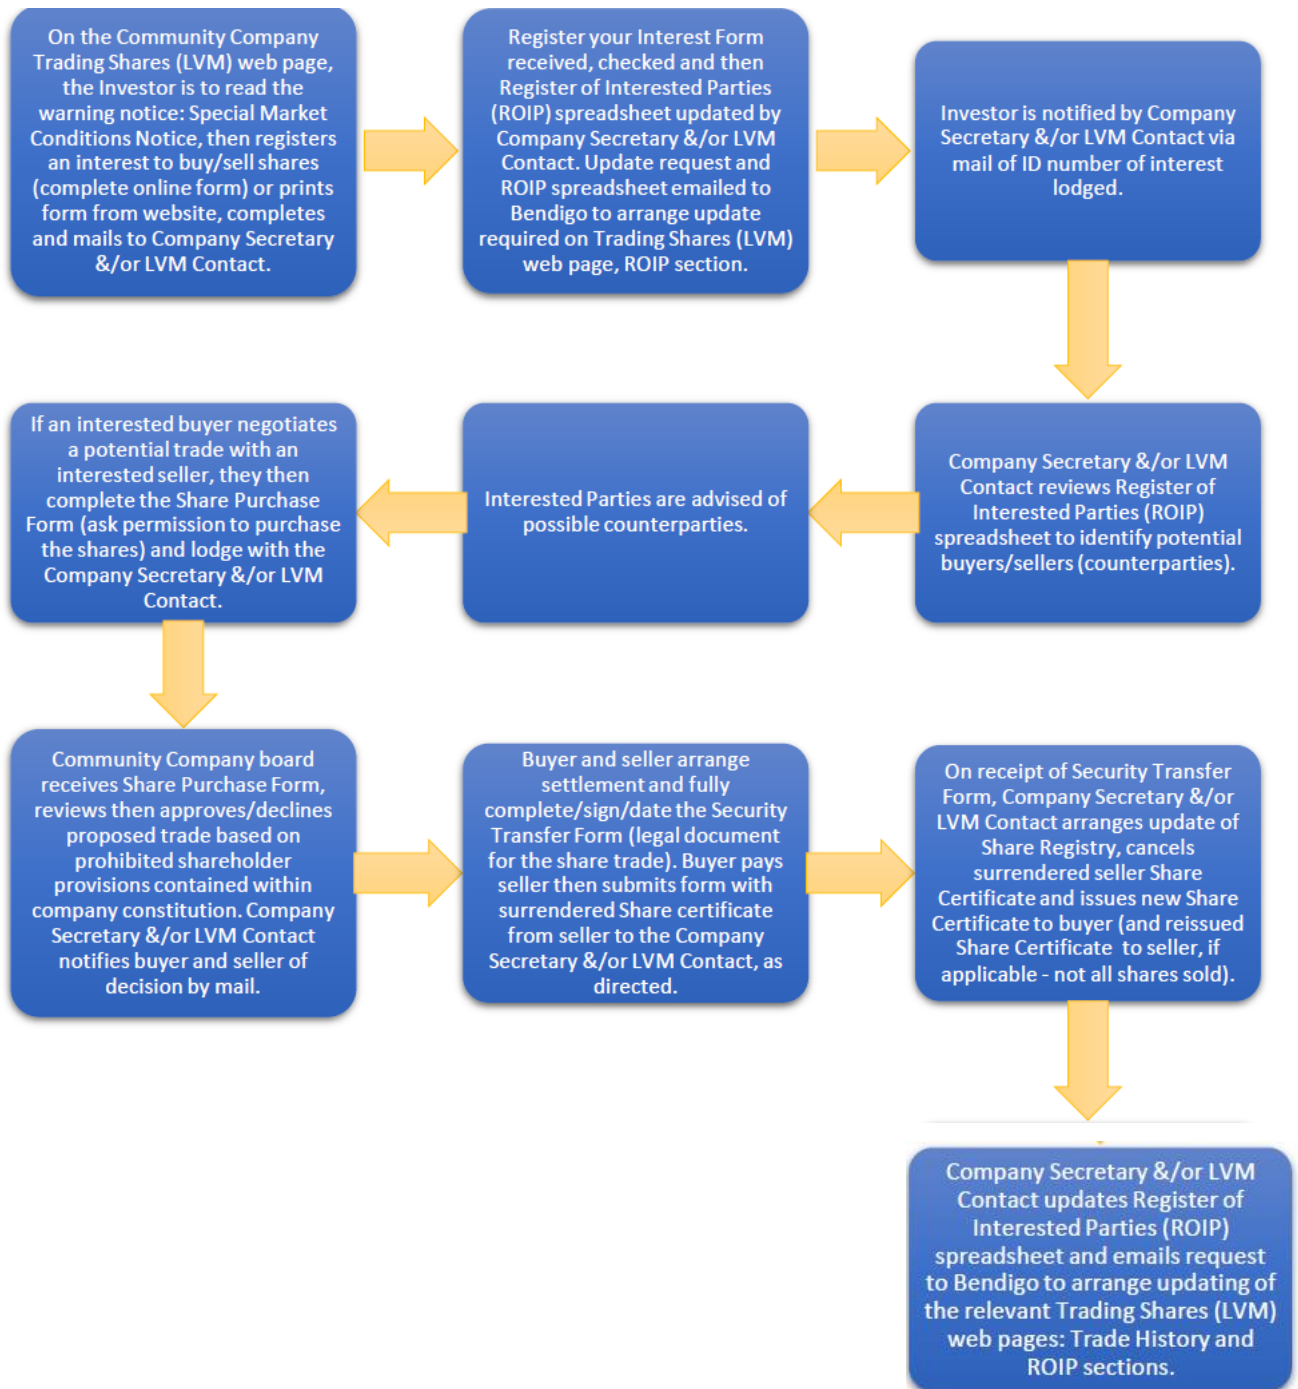 On the Community Company
Trading Shares (LVM) web page,
the Investor is to read the
warning notice: Special Market
Conditions Notice, then registers
an interest to buy/sell shares
(complete online form) or prints
form from website, completes
and mails to Company Secretary
&/or LVM Contact.
Register your Interest Form
received, checked and then
Register of Interested Parties
(ROIP) spreadsheet updated by
Company Secretary &/or LVM
Contact. Update request and
ROIP spreadsheet emailed to
Bendigo to arrange update
required on Trading Shares (LVM)
web page, ROIP section.
Investor is notified by Company
Secretary &/or LVM Contact via
mail of ID number of interest
lodged.
Company Secretary &/or LVM
Contact reviews Register of
Interested Parties (ROIP)
spreadsheet to identify potential
buyers/sellers (counterparties).
Interested Parties are advised of
possible counterparties.
If an interested buyer negotiates
a potential trade with an
interested seller, they then
complete the Share Purchase
Form (ask permission to purchase
the shares) and lodge with the
Company Secretary &/or LVM
Contact.
Community Company board
receives Share Purchase Form,
reviews then approves/declines
proposed trade based on
prohibited shareholder
provisions contained within
company constitution. Company
Secretary &/or LVM Contact
notifies buyer and seller of
decision by mail.
Buyer and seller arrange
settlement and fully
complete/sign/date the Security
Transfer Form (legal document
for the share trade). Buyer pays
seller then submits form with
surrendered Share certificate
from seller to the Company
Secretary &/or LVM Contact, as
directed.
On receipt of Security Transfer
Form, Company Secretary &/or
LVM Contact arranges update of
Share Registry, cancels
surrendered seller Share
Certificate and issues new Share
Certificate to buyer (and reissued
Share Certificate to seller, if
applicable - not all shares sold).
Company Secretary &/or LVM
Contact updates Register of
Interested Parties (ROIP)
spreadsheet and emails request
to Bendigo to arrange updating of
the relevant Trading Shares (LVM)
web pages: Trade History and
ROIP sections.